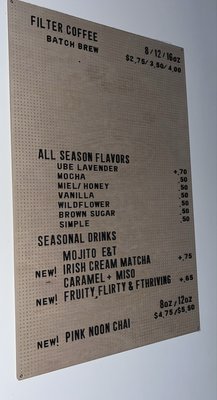 FILTER COFFEE 8/12/16oz
BATCH BREW $2.75/3.50/4.00
ALL SEASON FLAVORS
UBE LAVENDER +.70
MOCHA .50
MIEL/HONEY .50
VANILLA .50
WILDFLOWER .50
BROWN SUGAR .50
SIMPLE .50
SEASONAL DRINKS
MOJITO E&T
NEW! IRISH CREAM MATCHA +.75
CARAMEL + MISO
NEW! FRUITY, FLIRTY & FTHRIVING +.65
8oz/12oz
$4.75/$5.50
NEW! PINK NOON CHAI